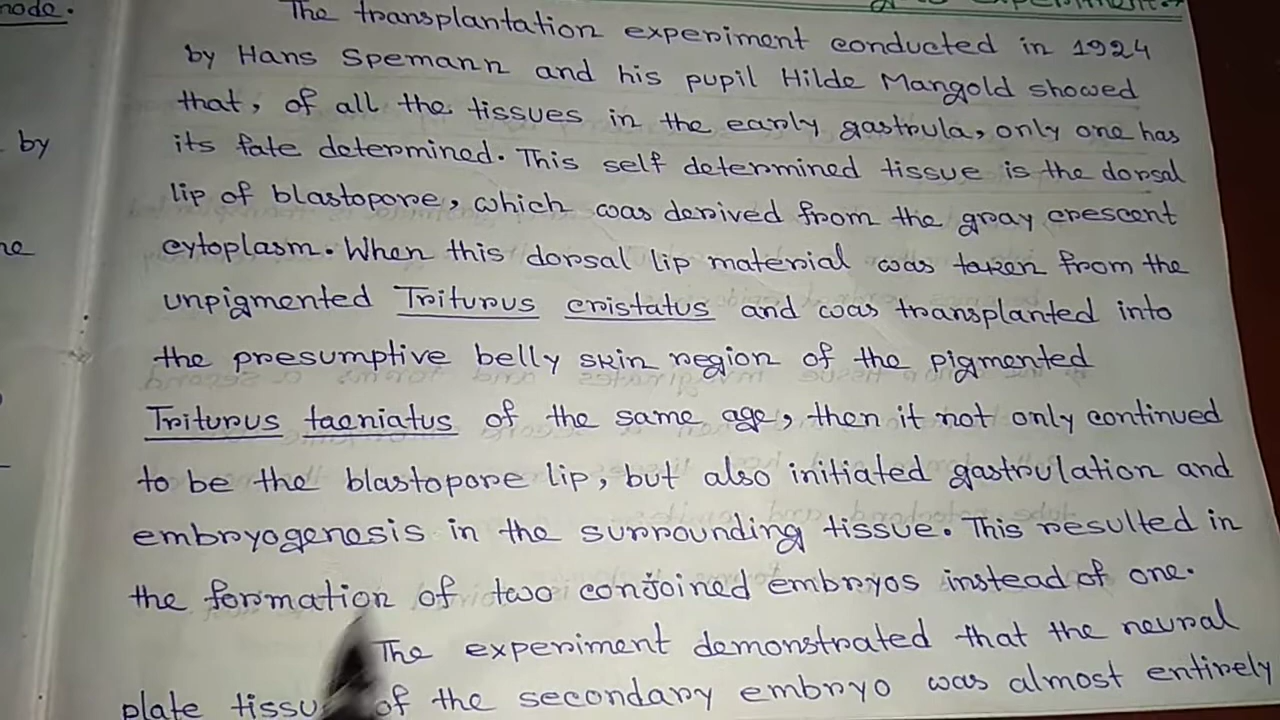 node.
experiment.
The transplantation experiment conducted in 1924
by Hans Spemann and his pupil Hilde Mangold showed
that, of all the tissues in the early gastrula, only one has
by
its fate determined. This self determined tissue is the dorsal
lip of blastopore, which was derived from the gray crescent
cytoplasm. When this dorsal lip material was taken from the
unpigmented Triturus cristatus and was transplanted into
the presumptive belly skin region of the pigmented
Triturus taeniatus of the same age, then it not only continued
to be the blastopore lip, but also initiated gastrulation and
embryogenesis in the surrounding tissue. This resulted in
the formation of two conjoined embryos instead of one.
The experiment demonstrated that the neural
plate of the secondary embryo was almost entirely